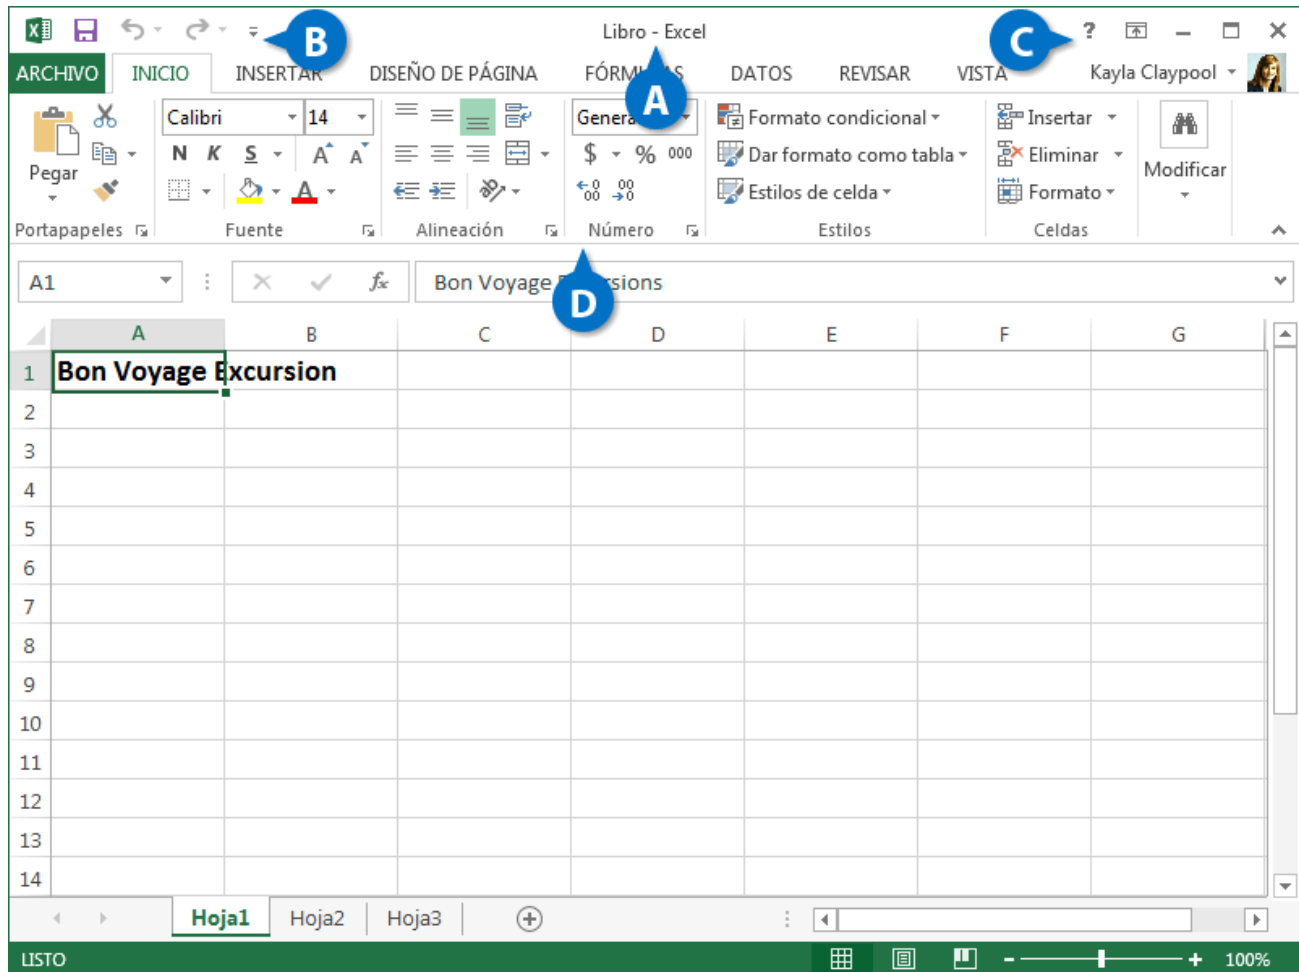 B Libro - Excel C ?
ARCHIVO INICIO INSERTAR DISEÑO DE PÁGINA DATOS REVISAR VISTA Kayla Claypool
A
Calibri 14 Formato condicional Insertar
N K S A A $ % 000 Dar formato como tabla Eliminar
Pegar Modificar
A Estilos de celda Formato
Portapapeles Fuente Alineación Número Estilos Celdas
A1 fx Bon Voyage
D
A B C D E F G
1 Bon Voyage Excursion
2
3
4
5
6
7
8
9
10
11
12
13
14
Hoja1 Hoja2 Hoja3
LISTO 100%